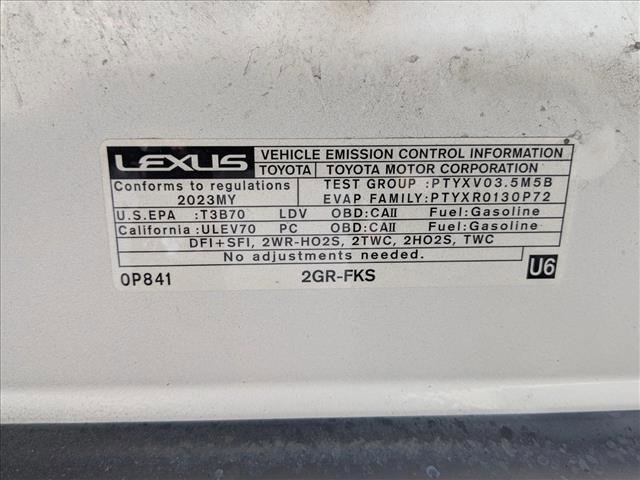 LEXUS VEHICLE EMISSION CONTROL INFORMATION
TOYOTA TOYOTA MOTOR CORPORATION
Conforms to regulations TEST GROUP :PTYXV03.5M5B
2023MY EVAP FAMILY:PTYXR0130P72
U.S.EPA :T3B70 LDV OBD:CAII Fuel:Gasoline
California :ULEV70 PC OBD:CAII Fuel:Gasoline
DFI+SFI, 2WR-HO2S, 2TWC, 2HO2S, TWC
No adjustments needed.
0P841 2GR-FKS U6